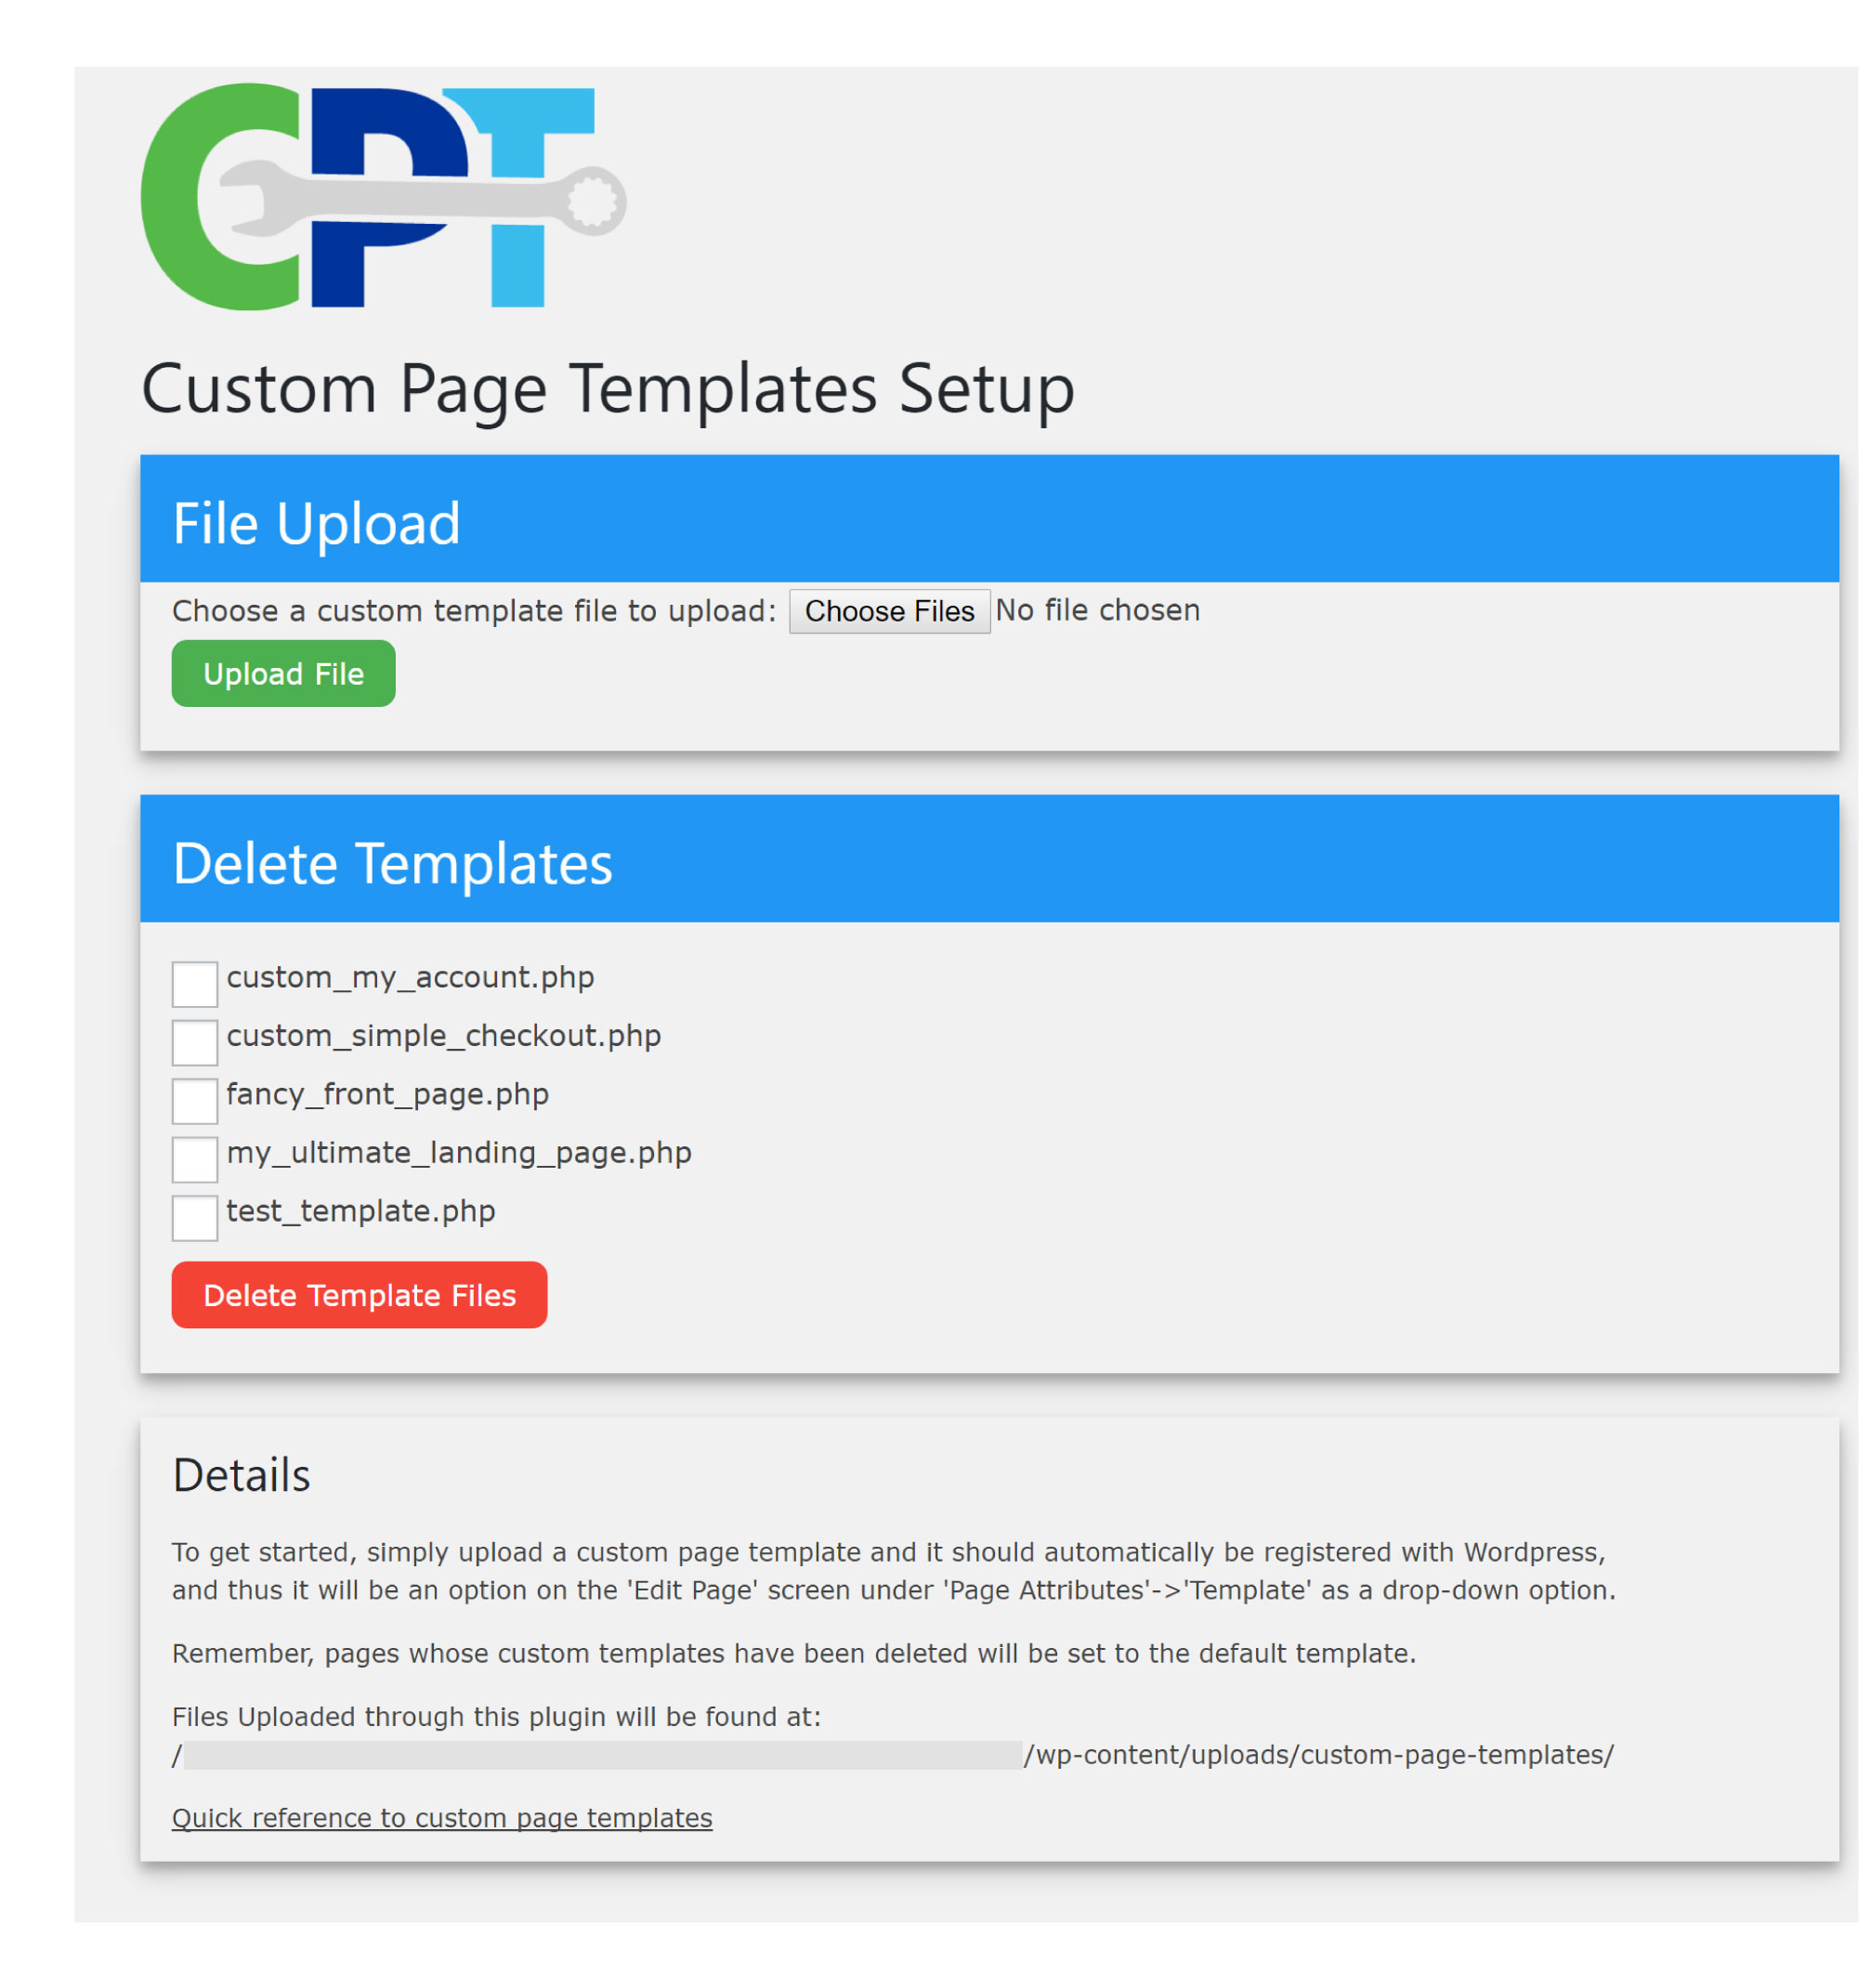 CPT
Custom Page Templates Setup
File Upload
Choose a custom template file to upload: Choose Files No file chosen
Upload File
Delete Templates
custom_my_account.php
custom_simple_checkout.php
fancy_front_page.php
my_ultimate_landing_page.php
test_template.php
Delete Template Files
Details
To get started, simply upload a custom page template and it should automatically be registered with Wordpress,
and thus it will be an option on the 'Edit Page' screen under 'Page Attributes'->'Template' as a drop-down option.
Remember, pages whose custom templates have been deleted will be set to the default template.
Files Uploaded through this plugin will be found at:
/ /wp-content/uploads/custom-page-templates/
Quick reference to custom page templates